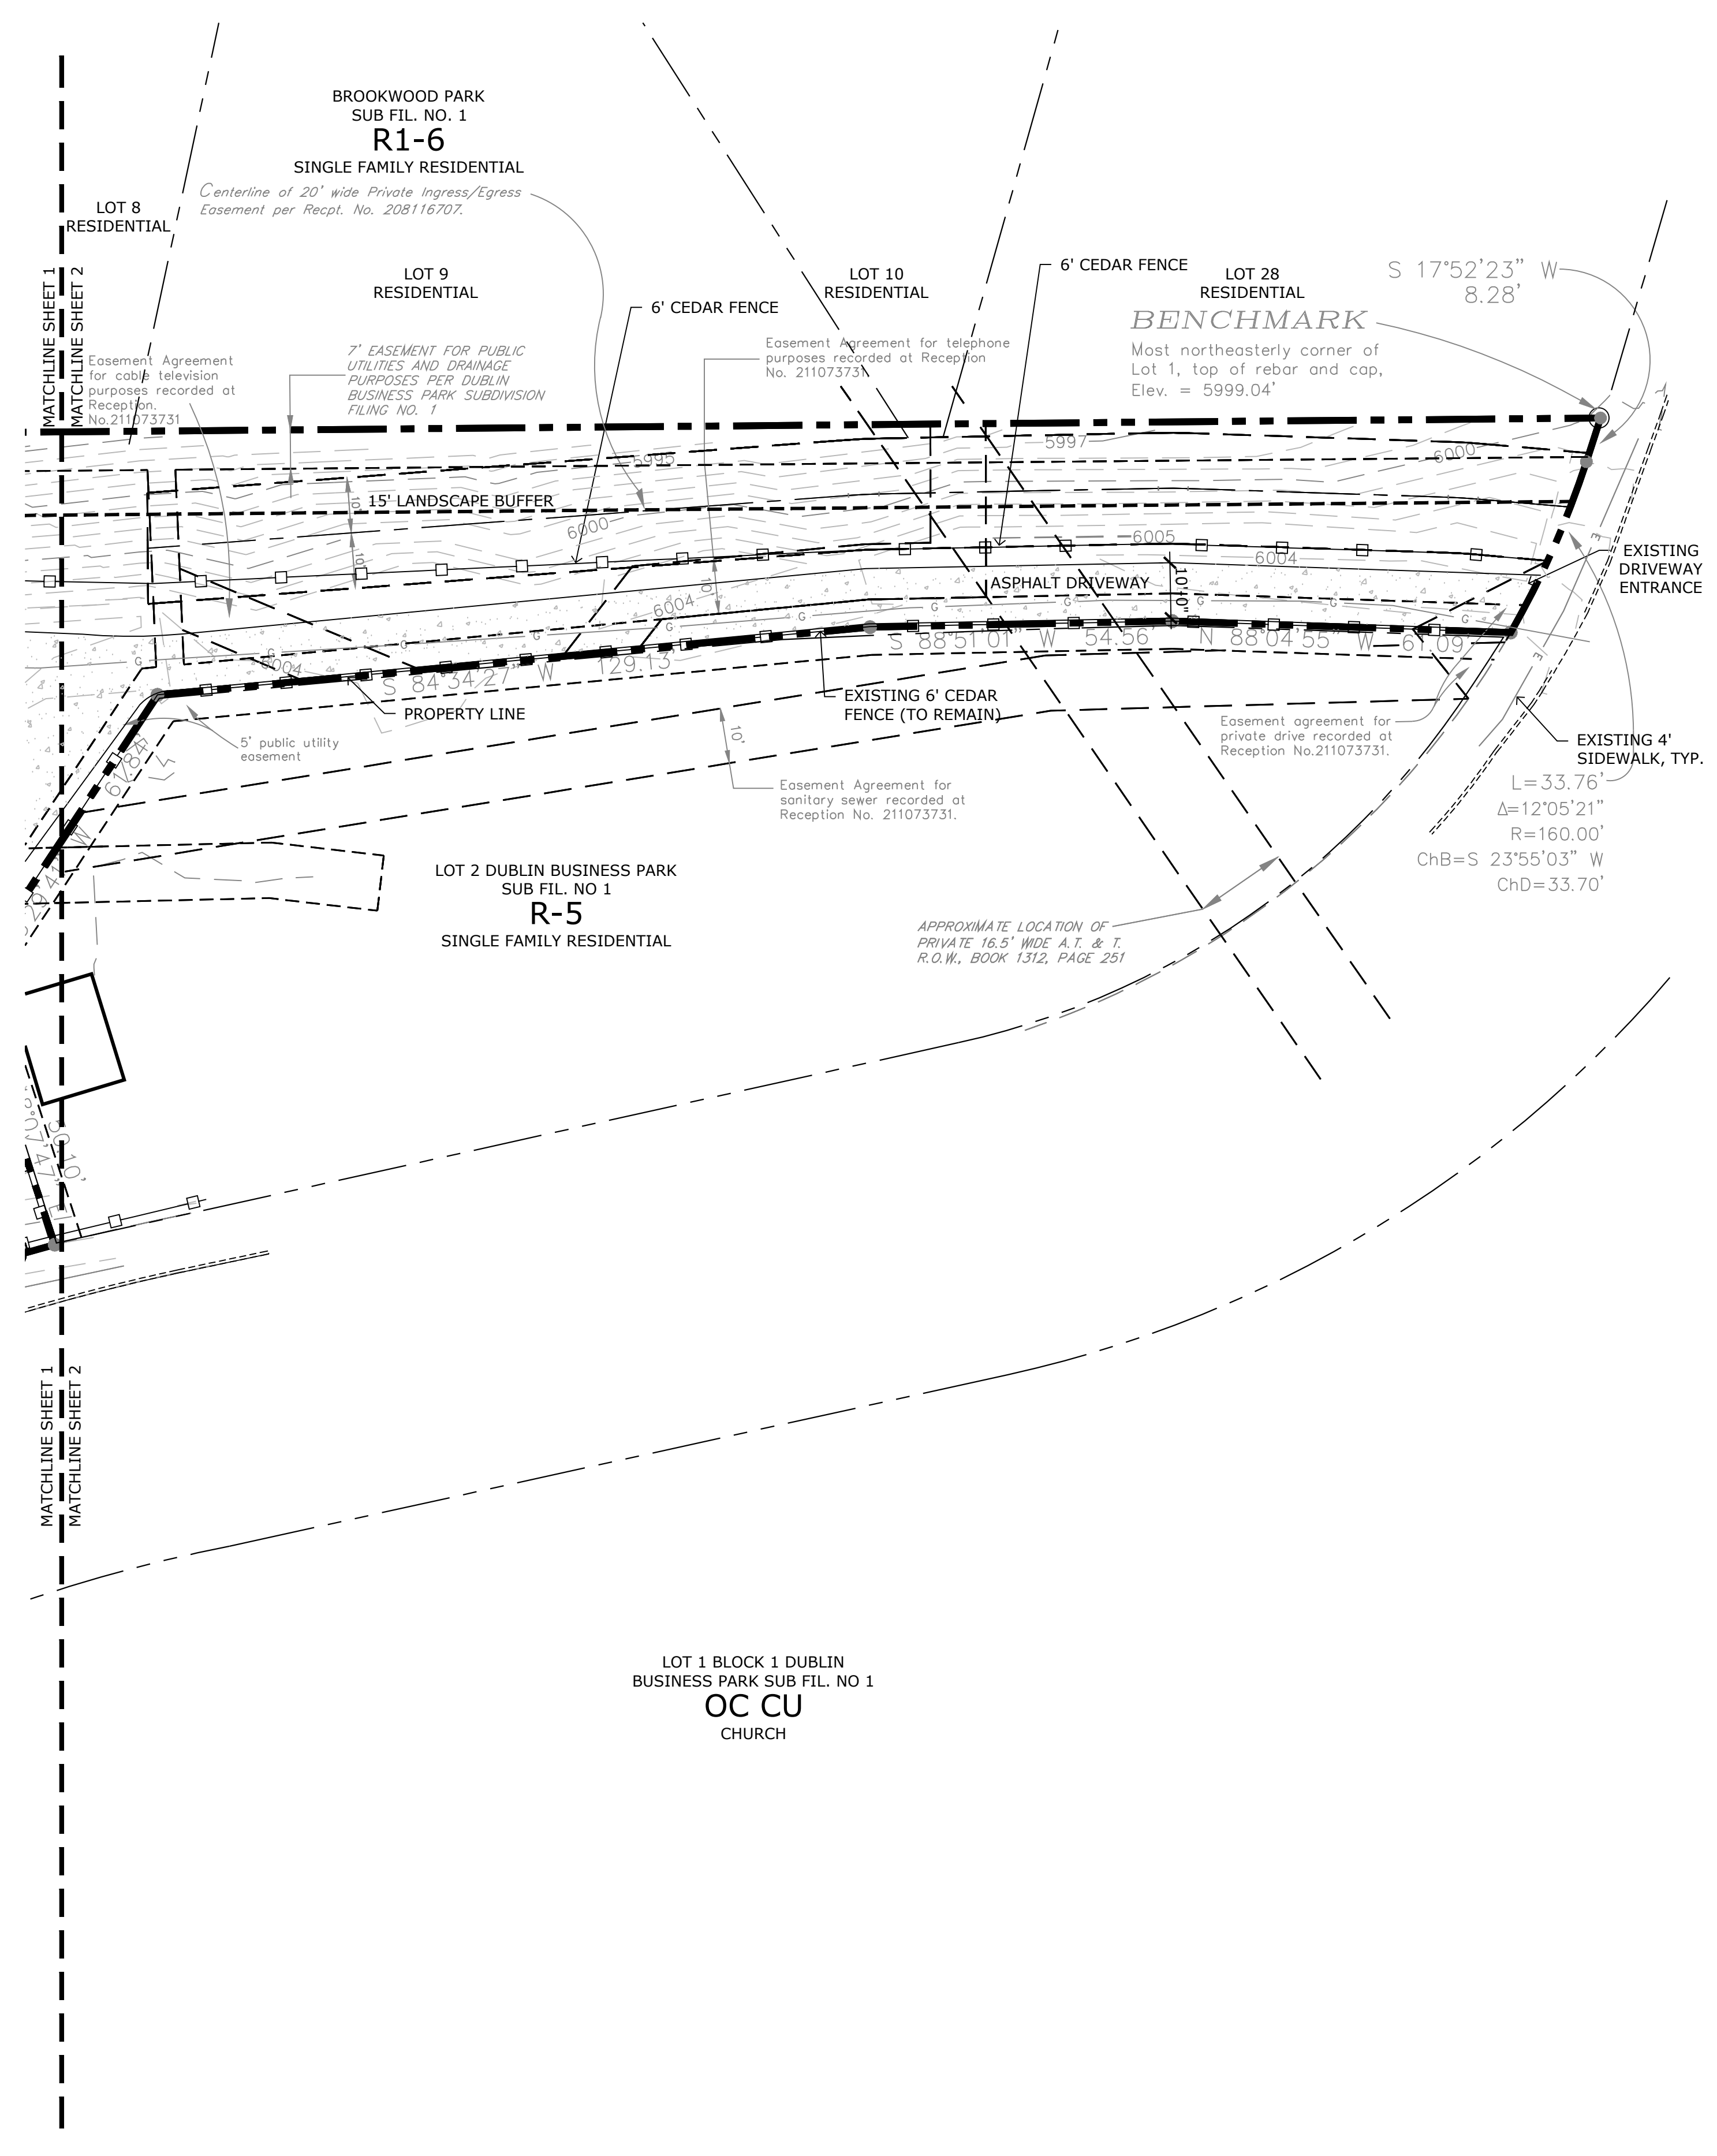 BROOKWOOD PARK
SUB FIL. NO. 1
R1-6
SINGLE FAMILY RESIDENTIAL
Centerline of 20' wide Private Ingress/Egress
Easement per Recpt. No. 208116707.
LOT 8
RESIDENTIAL
MATCHLINE SHEET 1
MATCHLINE SHEET 2
LOT 9
RESIDENTIAL
LOT 10
RESIDENTIAL
6' CEDAR FENCE
LOT 28
RESIDENTIAL
S 17°52'23" W
8.28'
6' CEDAR FENCE
BENCHMARK
Most northeasterly corner of
Lot 1, top of rebar and cap,
Elev. = 5999.04'
Easement Agreement
for cable television
purposes recorded at
Reception.
No.211073731
7' EASEMENT FOR PUBLIC
UTILITIES AND DRAINAGE
PURPOSES PER DUBLIN
BUSINESS PARK SUBDIVISION
FILING NO. 1
Easement Agreement for telephone
purposes recorded at Reception
No. 211073731.
5995
5997
6000
10'
15' LANDSCAPE BUFFER
6000
6005
6004
10'
10'
ASPHALT DRIVEWAY
10'-0"
EXISTING
DRIVEWAY
ENTRANCE
6004
G
G
G
G
G
G
G
G
G
E
E
6004
S 84°34'27" W 129.13'
S 88°51'01" W 54.56'
N 88°04'55" W 61.09'
PROPERTY LINE
EXISTING 6' CEDAR
FENCE (TO REMAIN)
5' public utility
easement
61.84'
10'
Easement agreement for
private drive recorded at
Reception No.211073731.
EXISTING 4'
SIDEWALK, TYP.
Easement Agreement for
sanitary sewer recorded at
Reception No. 211073731.
L=33.76'
Δ=12°05'21"
R=160.00'
ChB=S 23°55'03" W
ChD=33.70'
LOT 2 DUBLIN BUSINESS PARK
SUB FIL. NO 1
R-5
SINGLE FAMILY RESIDENTIAL
APPROXIMATE LOCATION OF
PRIVATE 16.5' WIDE A.T. & T.
R.O.W., BOOK 1312, PAGE 251
50.10'
MATCHLINE SHEET 1
MATCHLINE SHEET 2
LOT 1 BLOCK 1 DUBLIN
BUSINESS PARK SUB FIL. NO 1
OC CU
CHURCH